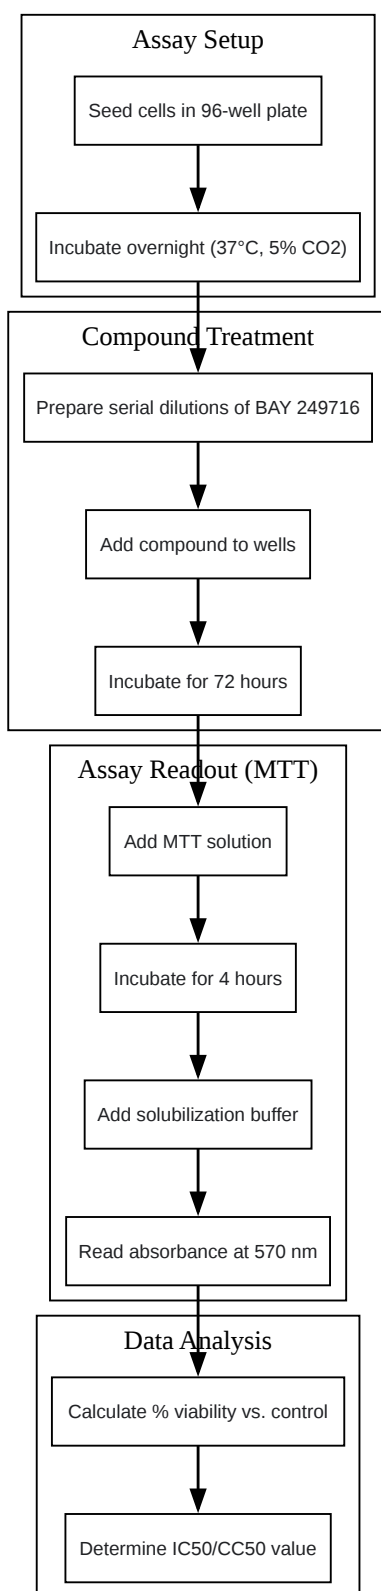 Assay Setup
Seed cells in 96-well plate
Incubate overnight (37°C, 5% CO2)
Compound Treatment
Prepare serial dilutions of BAY 249716
Add compound to wells
Incubate for 72 hours
Assay Readout (MTT)
Add MTT solution
Incubate for 4 hours
Add solubilization buffer
Read absorbance at 570 nm
Data Analysis
Calculate % viability vs. control
Determine IC50/CC50 value